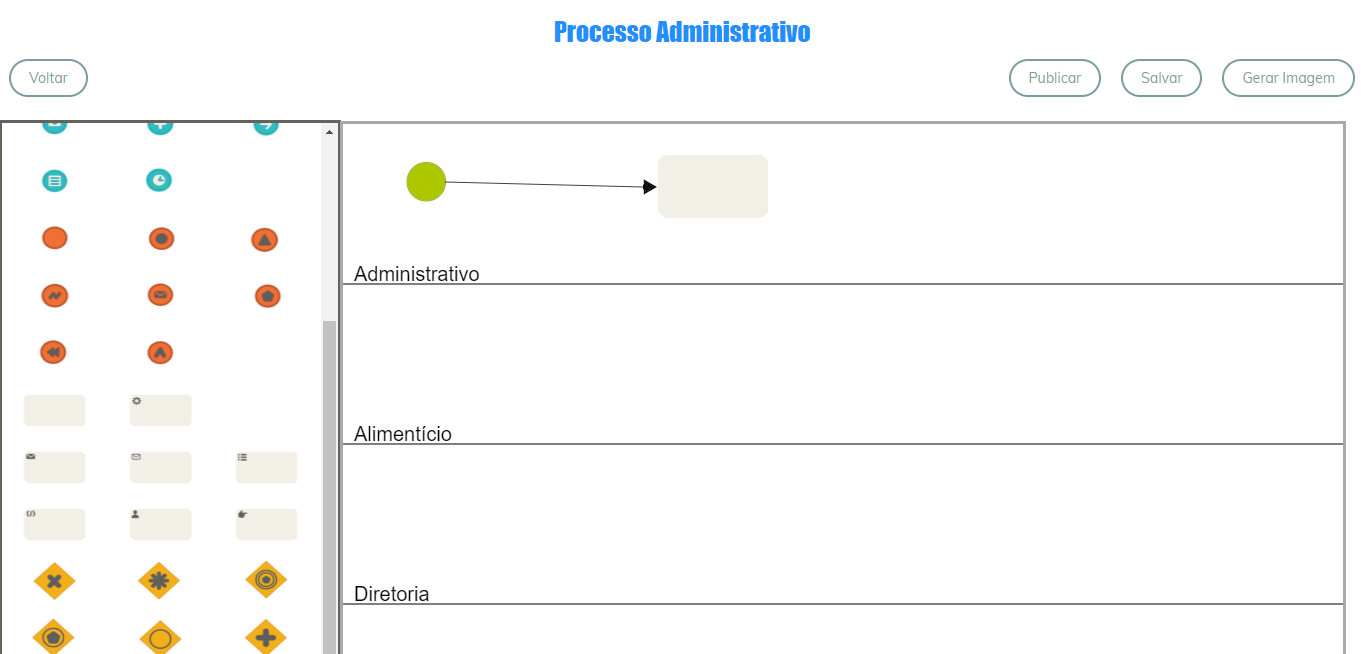 Processo Administrativo
Voltar
Publicar
Salvar
Gerar Imagem
Administrativo
Alimentício
Diretoria